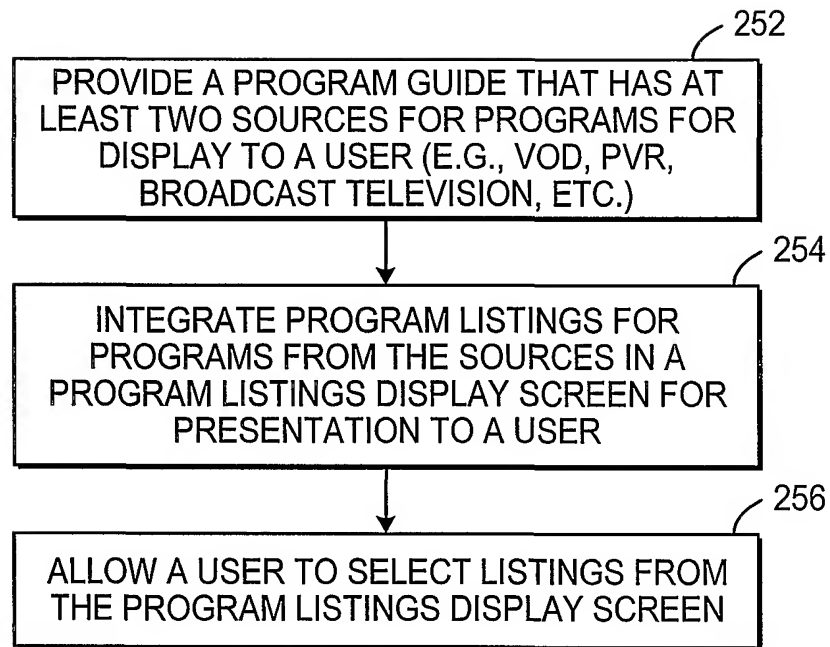 252
PROVIDE A PROGRAM GUIDE THAT HAS AT
LEAST TWO SOURCES FOR PROGRAMS FOR
DISPLAY TO A USER (E.G., VOD, PVR,
BROADCAST TELEVISION, ETC.)
254
INTEGRATE PROGRAM LISTINGS FOR
PROGRAMS FROM THE SOURCES IN A
PROGRAM LISTINGS DISPLAY SCREEN FOR
PRESENTATION TO A USER
256
ALLOW A USER TO SELECT LISTINGS FROM
THE PROGRAM LISTINGS DISPLAY SCREEN